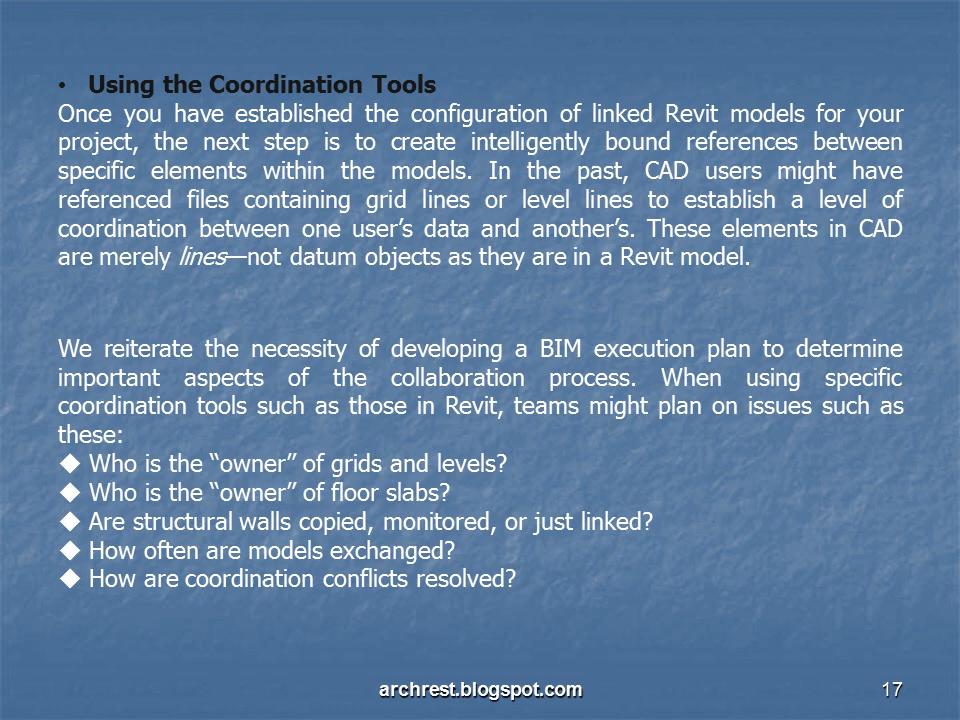 • Using the Coordination Tools
Once you have established the configuration of linked Revit models for your
project, the next step is to create intelligently bound references between
specific elements within the models. In the past, CAD users might have
referenced files containing grid lines or level lines to establish a level of
coordination between one user’s data and another’s. These elements in CAD
are merely lines—not datum objects as they are in a Revit model.
We reiterate the necessity of developing a BIM execution plan to determine
important aspects of the collaboration process. When using specific
coordination tools such as those in Revit, teams might plan on issues such as
these:
◆ Who is the “owner” of grids and levels?
◆ Who is the “owner” of floor slabs?
◆ Are structural walls copied, monitored, or just linked?
◆ How often are models exchanged?
◆ How are coordination conflicts resolved?
archrest.blogspot.com 17